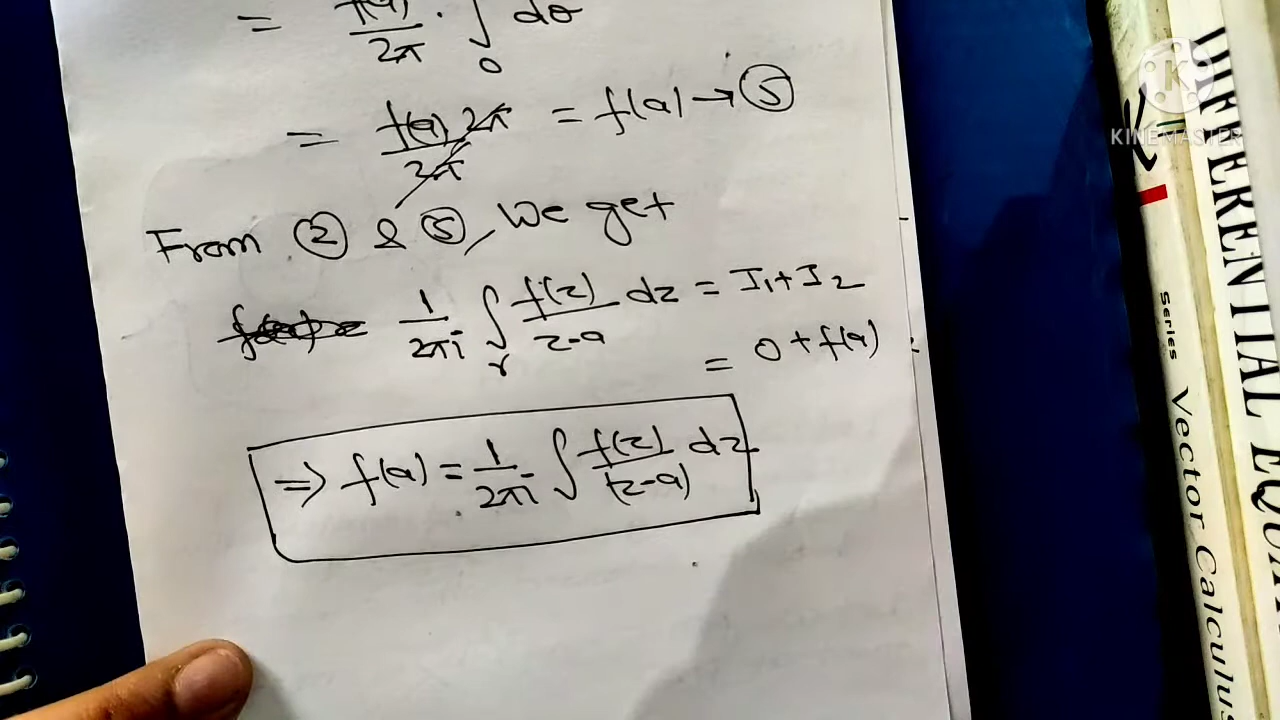 = f(a)/2π · ∫₀ dθ
= f(a) 2π / 2π = f(a) → ⑤
From ② & ⑤, We get
1/2πi ∫_γ f(z)/z-a dz = I₁ + I₂
= 0 + f(a)
⇒ f(a) = 1/2πi ∫ f(z)/(z-a) dz
KINEMASTER
Series Vector Calculus
DIFFERENTIAL